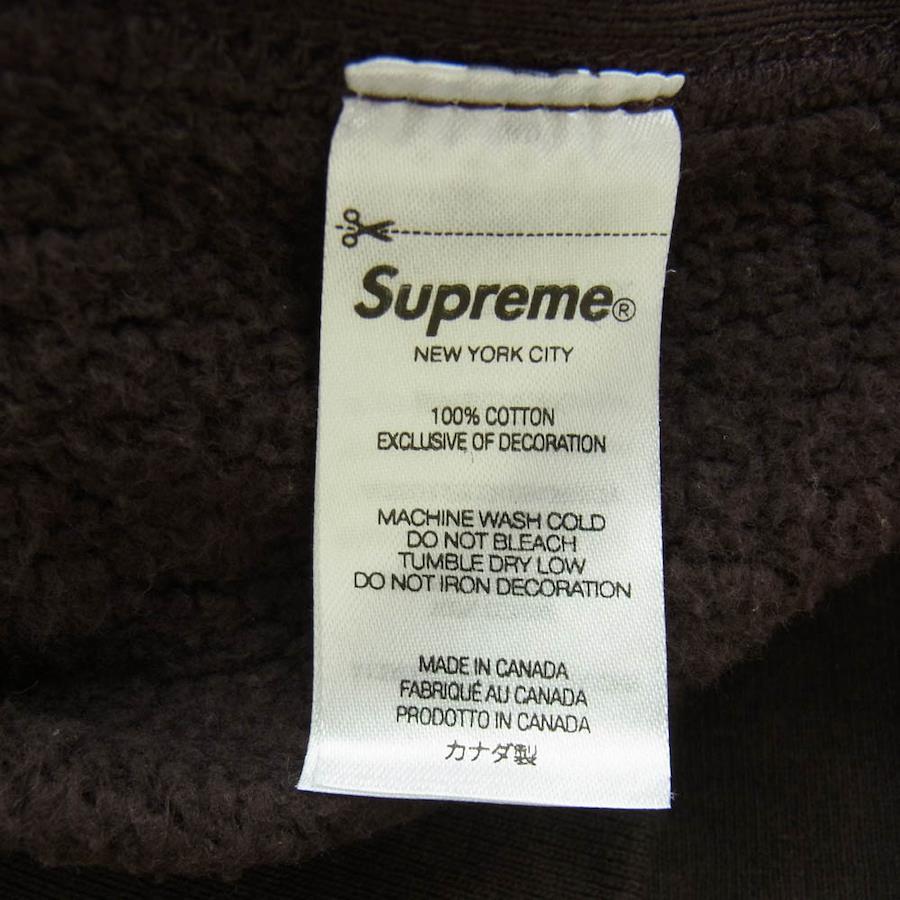 Supreme®
NEW YORK CITY
100% COTTON
EXCLUSIVE OF DECORATION
MACHINE WASH COLD
DO NOT BLEACH
TUMBLE DRY LOW
DO NOT IRON DECORATION
MADE IN CANADA
FABRIQUÉ AU CANADA
PRODOTTO IN CANADA
カナダ製